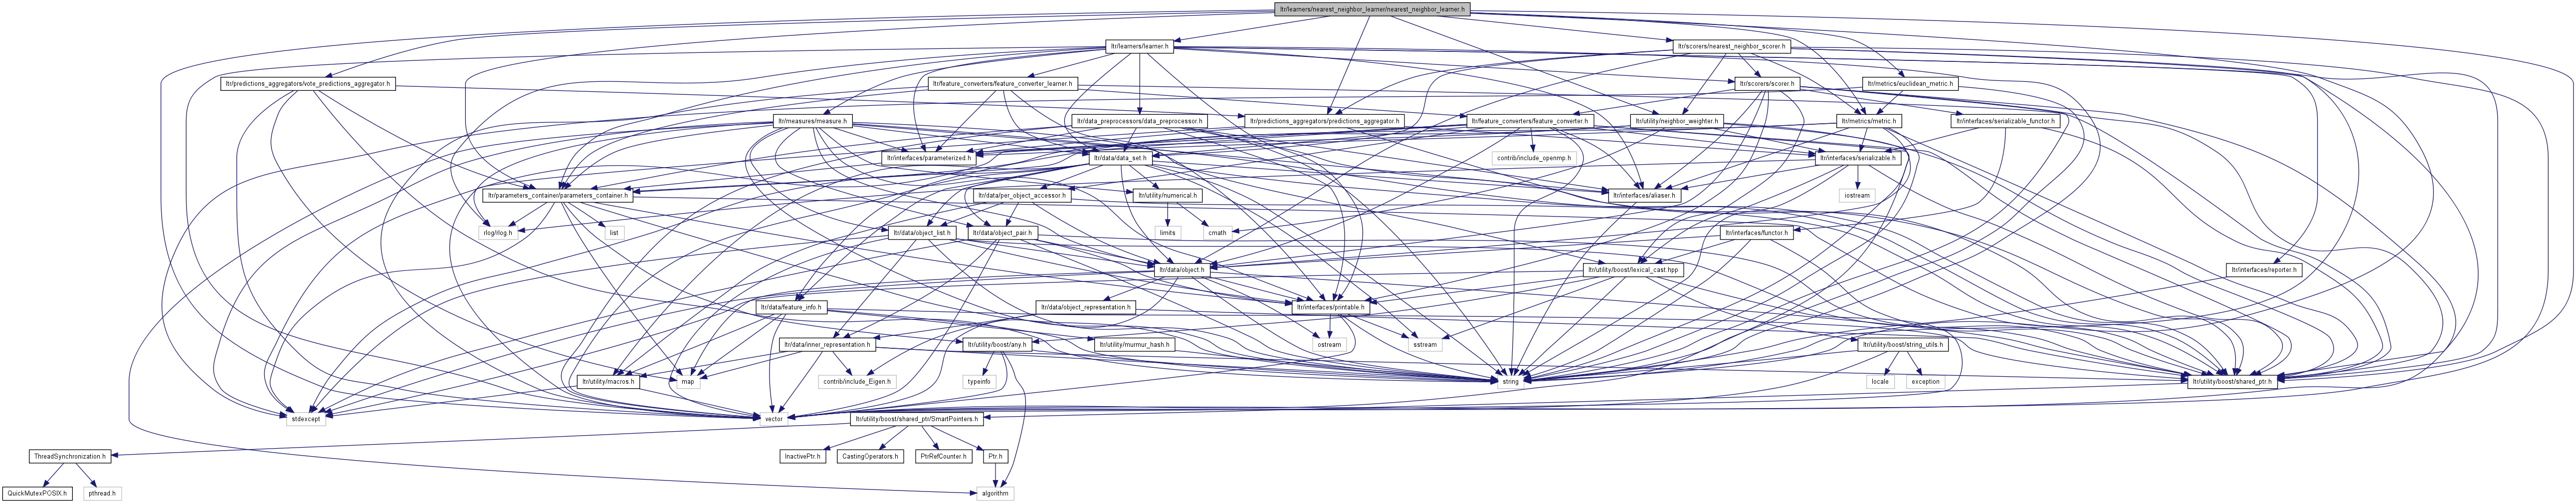 ltr/learners/nearest_neighbor_learner/nearest_neighbor_learner.h
ltr/learners/learner.h
ltr/scorers/nearest_neighbor_scorer.h
ltr/predictions_aggregators/vote_predictions_aggregator.h
ltr/feature_converters/feature_converter_learner.h
ltr/scorers/scorer.h
ltr/metrics/euclidean_metric.h
ltr/measures/measure.h
ltr/data_preprocessors/data_preprocessor.h
ltr/predictions_aggregators/predictions_aggregator.h
ltr/feature_converters/feature_converter.h
ltr/utility/neighbor_weighter.h
ltr/metrics/metric.h
ltr/interfaces/serializable_functor.h
ltr/interfaces/parameterized.h
ltr/data/data_set.h
contrib/include_openmp.h
ltr/interfaces/serializable.h
ltr/parameters_container/parameters_container.h
ltr/data/per_object_accessor.h
ltr/utility/numerical.h
ltr/interfaces/aliaser.h
iostream
rlog/rlog.h
list
ltr/data/object_list.h
ltr/data/object_pair.h
limits
cmath
ltr/interfaces/functor.h
ltr/data/object.h
ltr/utility/boost/lexical_cast.hpp
ltr/interfaces/reporter.h
ltr/data/feature_info.h
ltr/data/object_representation.h
ltr/interfaces/printable.h
ltr/data/inner_representation.h
ltr/utility/boost/any.h
ltr/utility/murmur_hash.h
ostream
sstream
ltr/utility/boost/string_utils.h
ltr/utility/macros.h
map
contrib/include_Eigen.h
typeinfo
string
locale
exception
ltr/utility/boost/shared_ptr.h
stdexcept
vector
ltr/utility/boost/shared_ptr/SmartPointers.h
ThreadSynchronization.h
InactivePtr.h
CastingOperators.h
PtrRefCounter.h
Ptr.h
QuickMutexPOSIX.h
pthread.h
algorithm